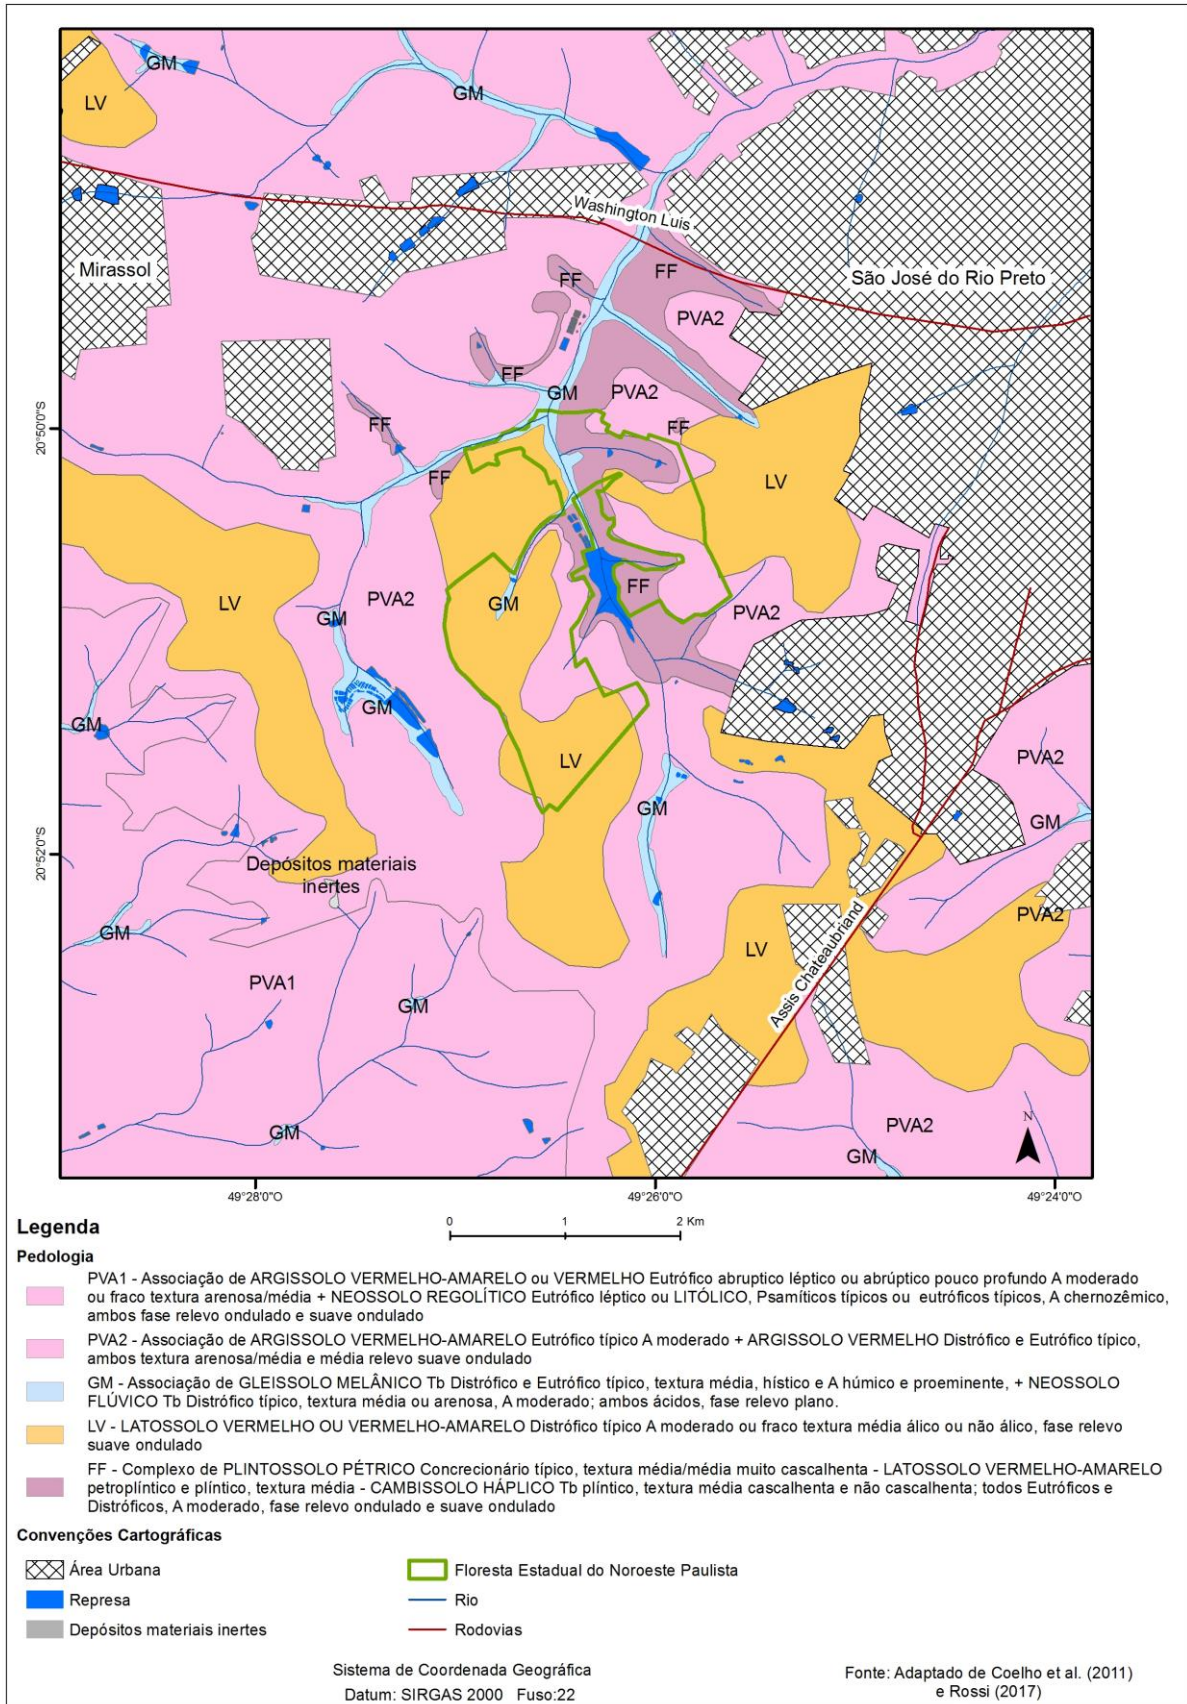 GM
LV
GM
Washington Luis
Mirassol
FF
FF
São José do Rio Preto
PVA2
FF
PVA2
GM
FF
FF
20°50'0"S
FF
LV
LV
PVA2
GM
FF
GM
PVA2
GM
GM
GM
LV
PVA2
GM
GM
20°52'0"S
Depósitos materiais
inertes
PVA2
GM
LV
Assis Chateaubriand
PVA1
GM
GM
PVA2
GM
N
49°28'0"O
49°26'0"O
49°24'0"O
0 1 2 Km
Legenda
Pedologia
PVA1 - Associação de ARGISSOLO VERMELHO-AMARELO ou VERMELHO Eutrófico abruptico léptico ou abrúptico pouco profundo A moderado
ou fraco textura arenosa/média + NEOSSOLO REGOLÍTICO Eutrófico léptico ou LITÓLICO, Psamíticos típicos ou eutróficos típicos, A chernozêmico,
ambos fase relevo ondulado e suave ondulado
PVA2 - Associação de ARGISSOLO VERMELHO-AMARELO Eutrófico típico A moderado + ARGISSOLO VERMELHO Distrófico e Eutrófico típico,
ambos textura arenosa/média e média relevo suave ondulado
GM - Associação de GLEISSOLO MELÂNICO Tb Distrófico e Eutrófico típico, textura média, hístico e A húmico e proeminente, + NEOSSOLO
FLÚVICO Tb Distrófico típico, textura média ou arenosa, A moderado; ambos ácidos, fase relevo plano.
LV - LATOSSOLO VERMELHO OU VERMELHO-AMARELO Distrófico típico A moderado ou fraco textura média álico ou não álico, fase relevo
suave ondulado
FF - Complexo de PLINTOSSOLO PÉTRICO Concrecionário típico, textura média/média muito cascalhenta - LATOSSOLO VERMELHO-AMARELO
petroplíntico e plíntico, textura média - CAMBISSOLO HÁPLICO Tb plíntico, textura média cascalhenta e não cascalhenta; todos Eutróficos e
Distróficos, A moderado, fase relevo ondulado e suave ondulado
Convenções Cartográficas
Área Urbana
Floresta Estadual do Noroeste Paulista
Represa
Rio
Depósitos materiais inertes
Rodovias
Sistema de Coordenada Geográfica
Datum: SIRGAS 2000 Fuso:22
Fonte: Adaptado de Coelho et al. (2011)
e Rossi (2017)